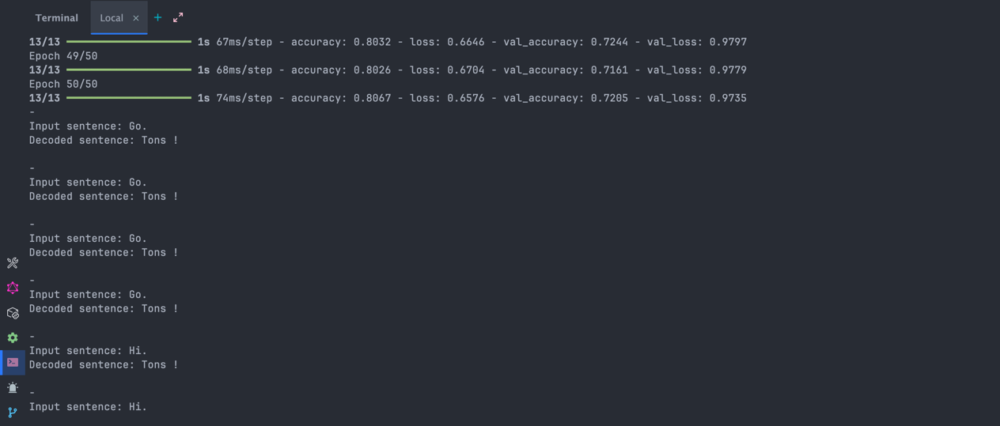 Terminal Local × +
13/13 1s 67ms/step - accuracy: 0.8032 - loss: 0.6646 - val_accuracy: 0.7244 - val_loss: 0.9797
Epoch 49/50
13/13 1s 68ms/step - accuracy: 0.8026 - loss: 0.6704 - val_accuracy: 0.7161 - val_loss: 0.9779
Epoch 50/50
13/13 1s 74ms/step - accuracy: 0.8067 - loss: 0.6576 - val_accuracy: 0.7205 - val_loss: 0.9735
-
Input sentence: Go.
Decoded sentence: Tons !
-
Input sentence: Go.
Decoded sentence: Tons !
-
Input sentence: Go.
Decoded sentence: Tons !
-
Input sentence: Go.
Decoded sentence: Tons !
-
Input sentence: Hi.
Decoded sentence: Tons !
-
Input sentence: Hi.